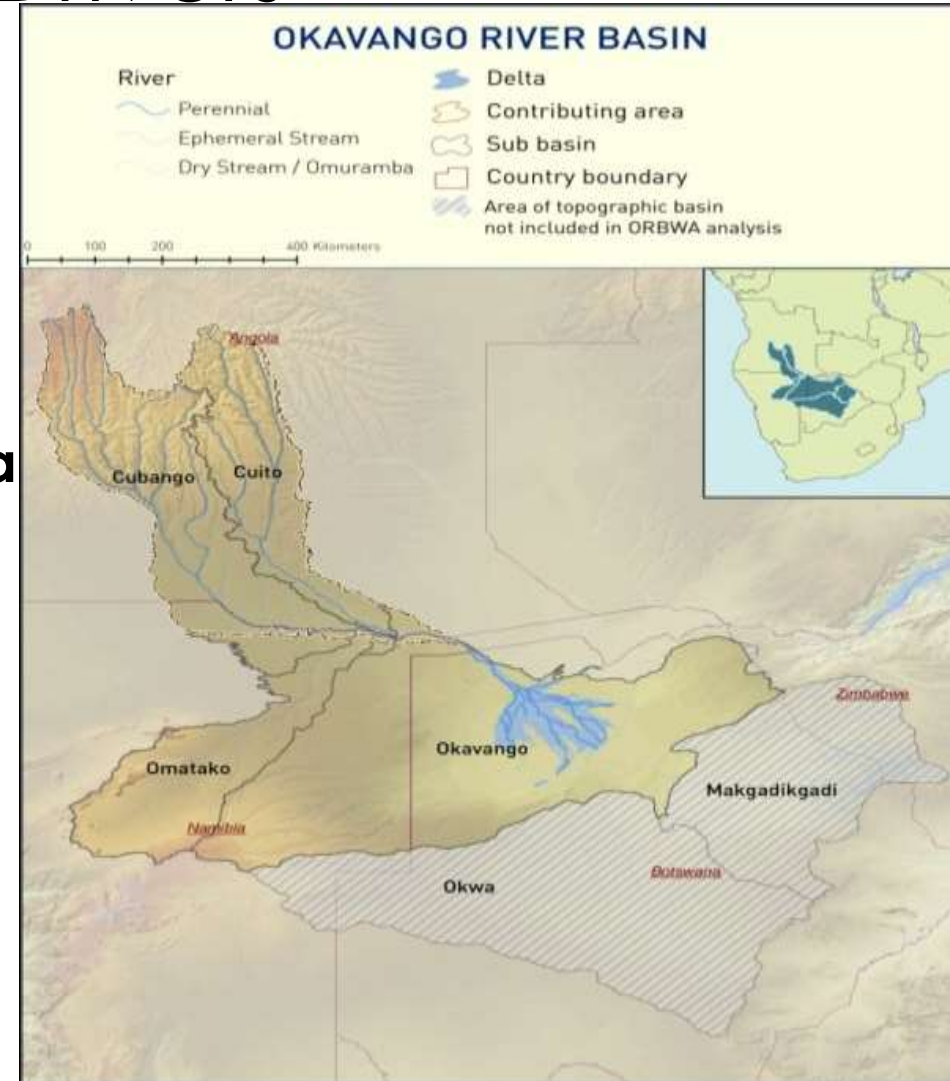 OKAVANGO RIVER BASIN
River
Perennial
Ephemeral Stream
Dry Stream / Omuramba
Delta
Contributing area
Sub basin
Country boundary
Area of topographic basin
not included in ORBWA analysis
0 100 200 400 Kilometers
Angola
Cubango
Cuito
a
Zimbabwe
Okavango
Omatako
Makgadikgadi
Namibia
Botswana
Okwa